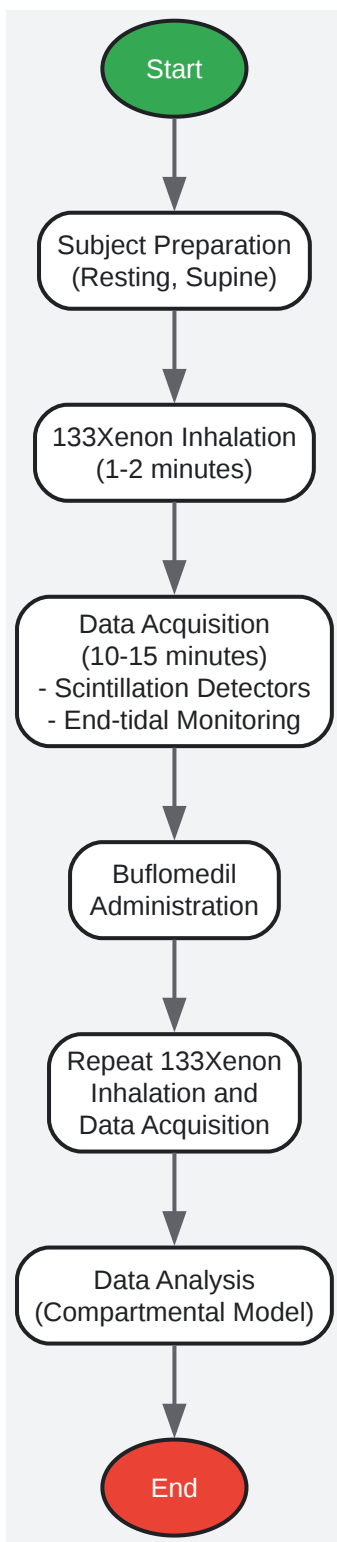 Start
Subject Preparation
(Resting, Supine)
133Xenon Inhalation
(1-2 minutes)
Data Acquisition
(10-15 minutes)
- Scintillation Detectors
- End-tidal Monitoring
Buflomedil
Administration
Repeat 133Xenon
Inhalation and
Data Acquisition
Data Analysis
(Compartmental Model)
End